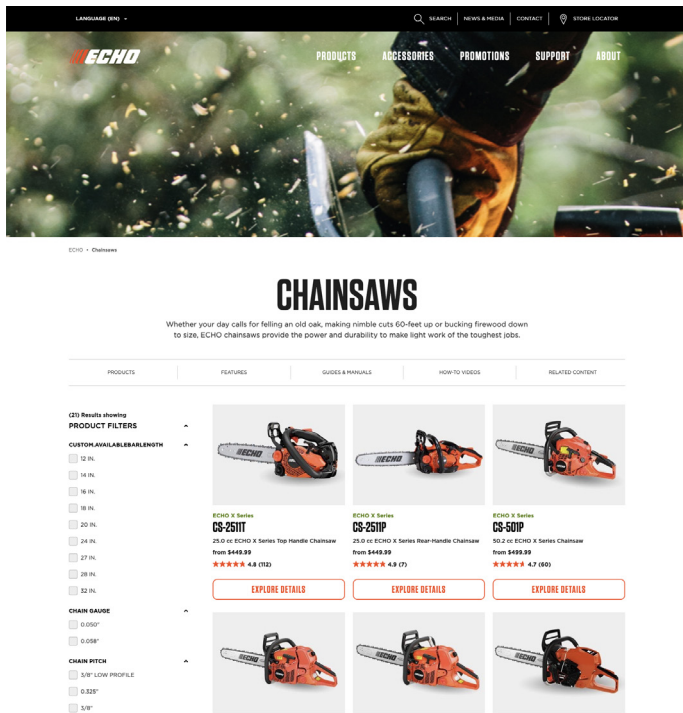 LANGUAGE (EN)
SEARCH
NEWS & MEDIA
CONTACT
STORE LOCATOR
ECHO
PRODUCTS
ACCESSORIES
PROMOTIONS
SUPPORT
ABOUT
ECHO • Chainsaws
CHAINSAWS
Whether your day calls for felling an old oak, making nimble cuts 60-feet up or bucking firewood down
to size, ECHO chainsaws provide the power and durability to make light work of the toughest jobs.
PRODUCTS
FEATURES
GUIDES & MANUALS
HOW-TO VIDEOS
RELATED CONTENT
(21) Results showing
PRODUCT FILTERS
CUSTOM.AVAILABLEBARLENGTH
12 IN.
14 IN.
16 IN.
18 IN.
20 IN.
24 IN.
27 IN.
28 IN.
32 IN.
CHAIN GAUGE
0.050"
0.058"
CHAIN PITCH
3/8" LOW PROFILE
0.325"
3/8"
ECHO
ECHO X Series
CS-2511T
25.0 cc ECHO X Series Top Handle Chainsaw
from $449.99
4.8 (112)
EXPLORE DETAILS
ECHO
ECHO X Series
CS-2511P
25.0 cc ECHO X Series Rear-Handle Chainsaw
from $449.99
4.9 (7)
EXPLORE DETAILS
ECHO
ECHO X Series
CS-501P
50.2 cc ECHO X Series Chainsaw
from $499.99
4.7 (60)
EXPLORE DETAILS
ECHO
ECHO
ECHO